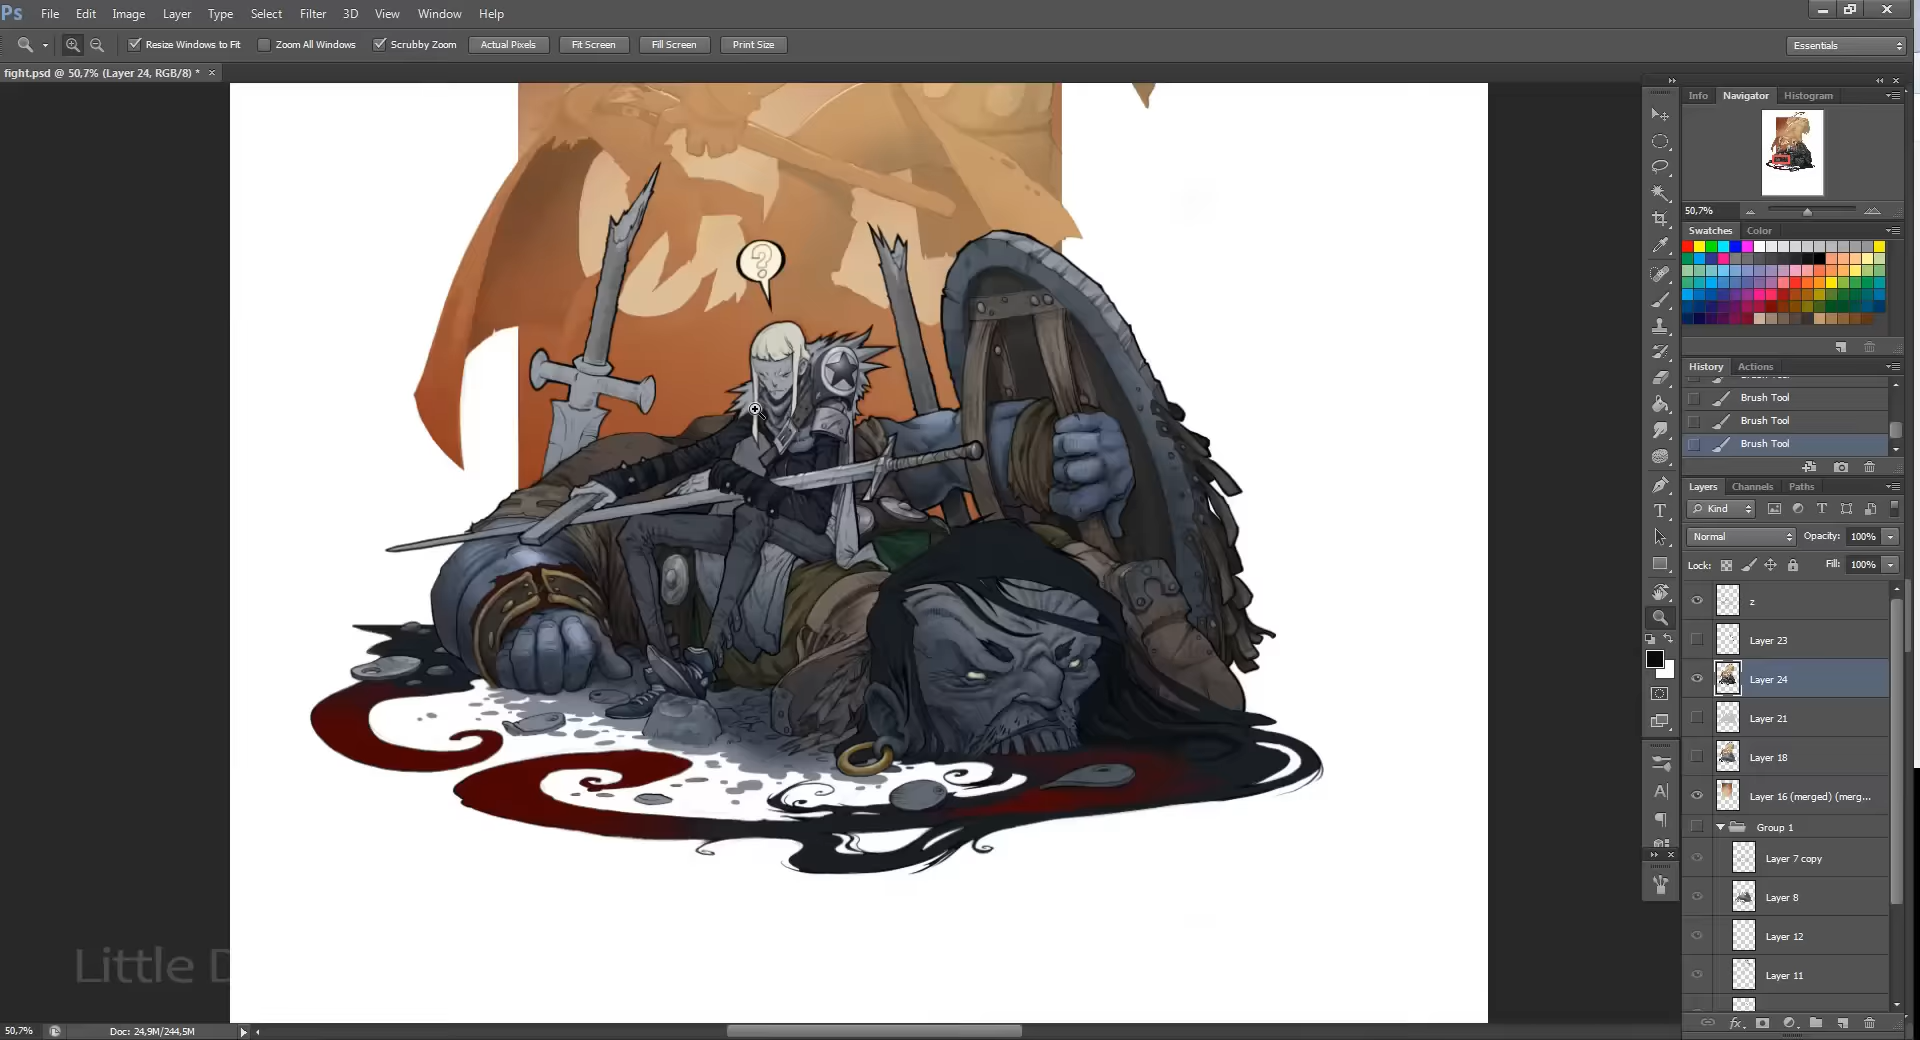 Ps File Edit Image Layer Type Select Filter 3D View Window Help
Resize Windows to Fit Zoom All Windows Scrubby Zoom Actual Pixels Fit Screen Fill Screen Print Size Essentials
fight.psd @ 50,7% (Layer 24, RGB/8) * ×
Info Navigator Histogram
50,7%
Swatches Color
?
History Actions
Brush Tool
Brush Tool
Brush Tool
Layers Channels Paths
Kind
Normal Opacity: 100%
Lock: Fill: 100%
z
Layer 23
Layer 24
Layer 21
Layer 18
Layer 16 (merged) (merg...
Group 1
Layer 7 copy
Layer 8
Layer 12
Layer 11
Little D
50,7% Doc: 24,9M/244,5M